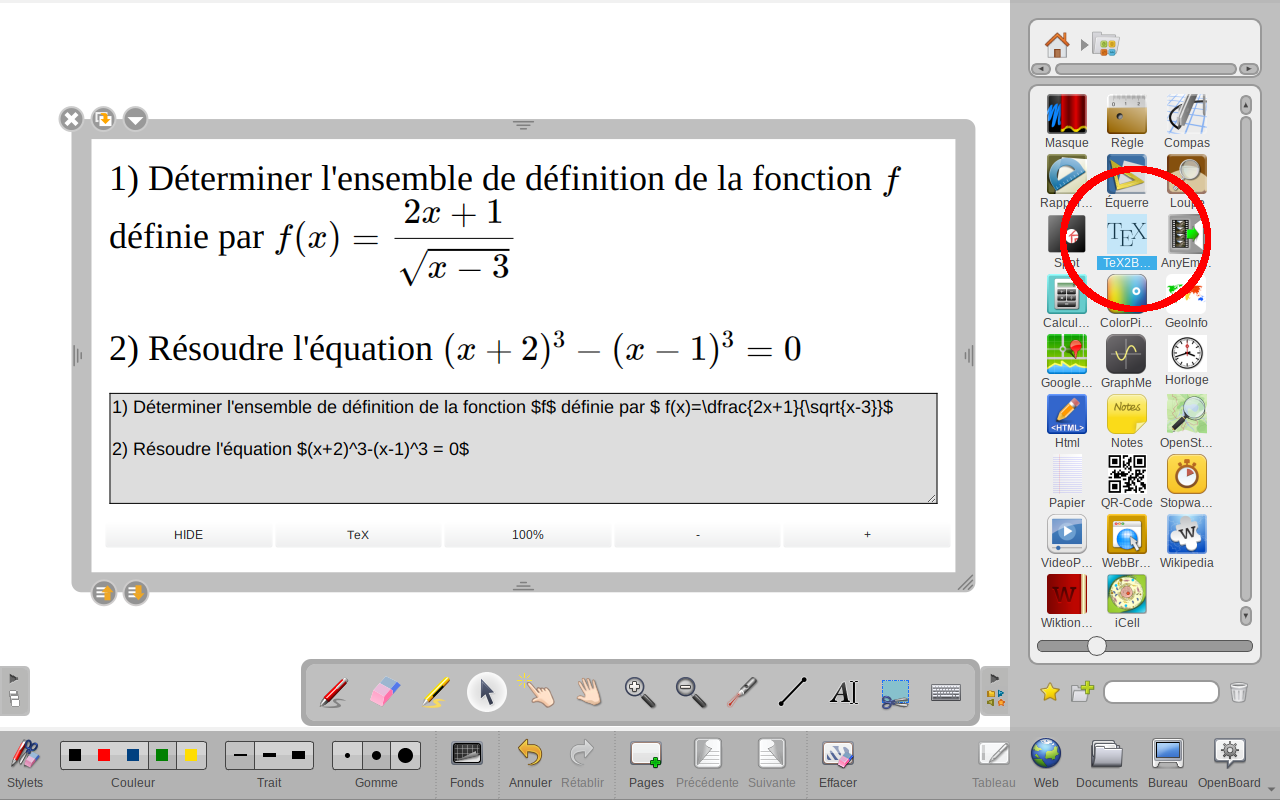 1) Déterminer l'ensemble de définition de la fonction f
définie par f(x) = \dfrac{2x+1}{\sqrt{x-3}}
2) Résoudre l'équation (x + 2)³ − (x − 1)³ = 0
1) Déterminer l'ensemble de définition de la fonction $f$ définie par $ f(x)=\dfrac{2x+1}{\sqrt{x-3}}$
2) Résoudre l'équation $(x+2)^3-(x-1)^3 = 0$
HIDE TeX 100% - +
Masque Règle Compas
Rappor... Équerre Loupe
Spot TeX2B... AnyEm...
Calcul... ColorPi... GeoInfo
Google... GraphMe Horloge
<HTML> Notes
Html Notes OpenSt...
Papier QR-Code Stopwa...
VideoP... WebBr... Wikipedia
W W
Wiktion... iCell
Stylets Couleur Trait Gomme Fonds Annuler Rétablir Pages Précédente Suivante Effacer Tableau Web Documents Bureau OpenBoard